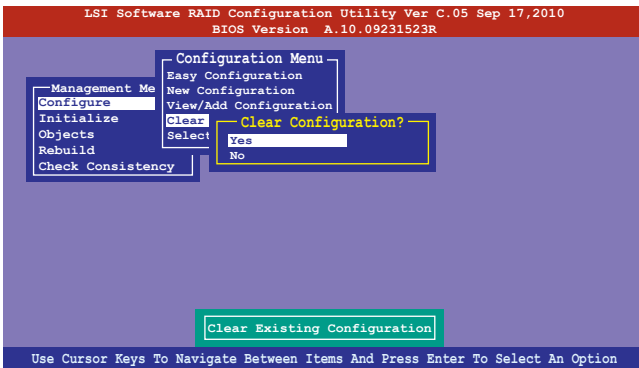 LSI Software RAID Configuration Utility Ver C.05 Sep 17,2010
BIOS Version A.10.09231523R
Configuration Menu
Easy Configuration
New Configuration
View/Add Configuration
Clear
Select
Management Me
Configure
Initialize
Objects
Rebuild
Check Consistency
Clear Configuration?
Yes
No
Clear Existing Configuration
Use Cursor Keys To Navigate Between Items And Press Enter To Select An Option